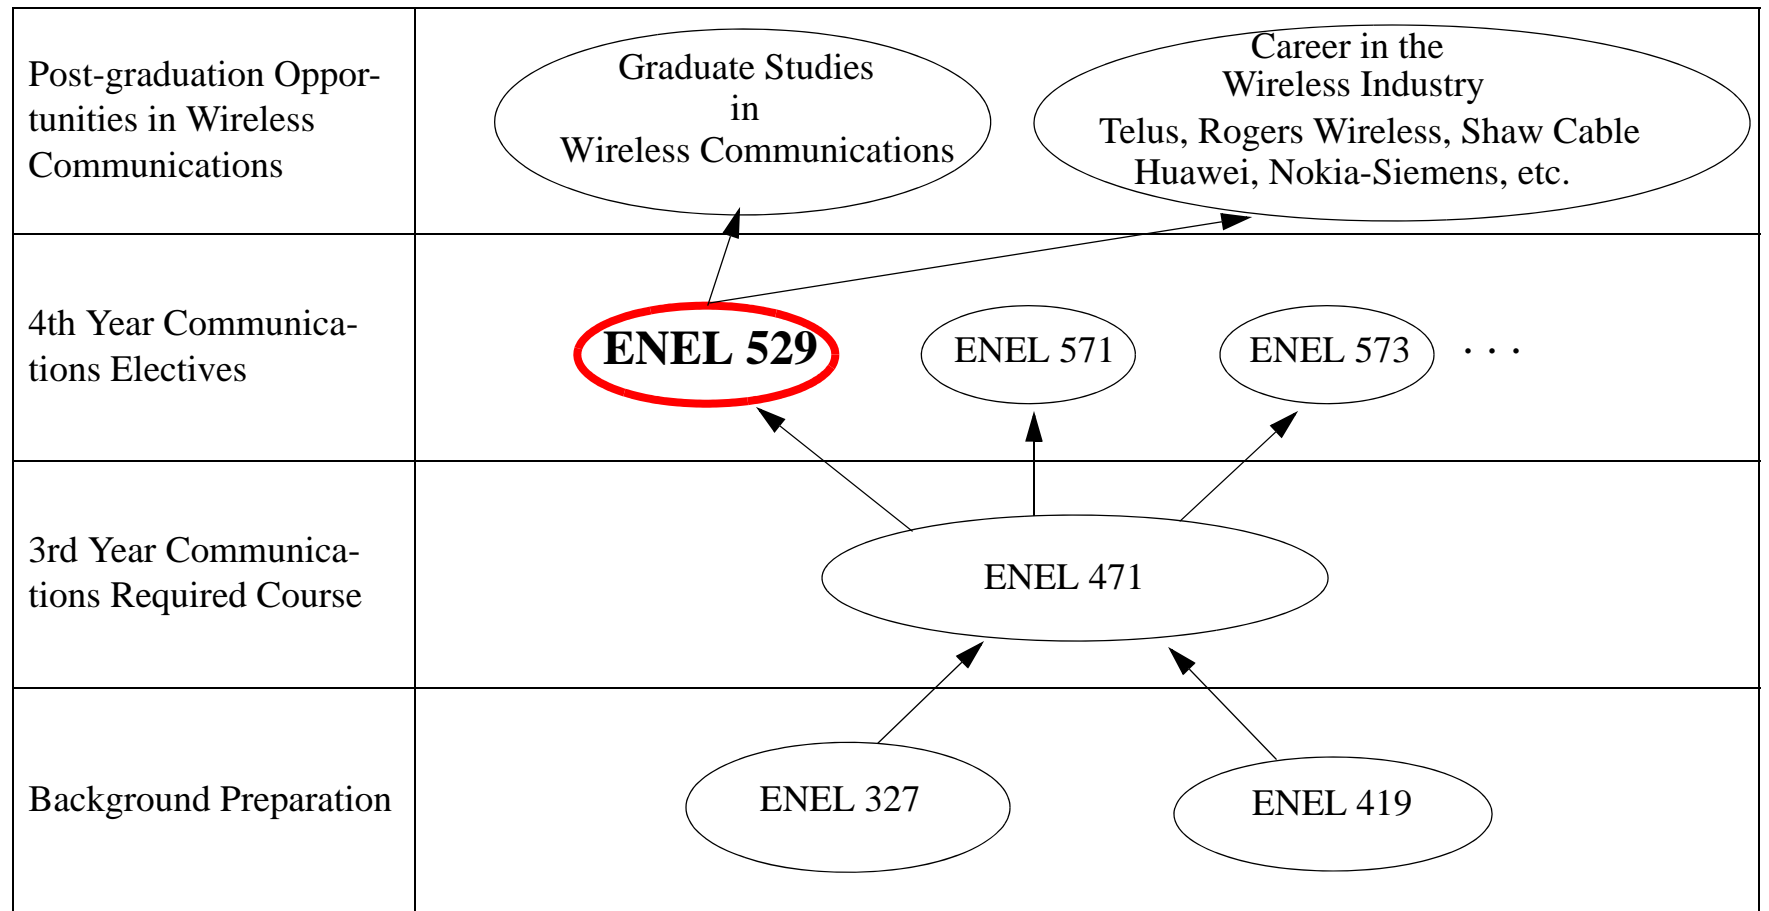 Post-graduation Oppor-
tunities in Wireless
Communications
Graduate Studies
in
Wireless Communications
Career in the
Wireless Industry
Telus, Rogers Wireless, Shaw Cable
Huawei, Nokia-Siemens, etc.
4th Year Communica-
tions Electives
ENEL 529
ENEL 571
ENEL 573
. . .
3rd Year Communica-
tions Required Course
ENEL 471
Background Preparation
ENEL 327
ENEL 419